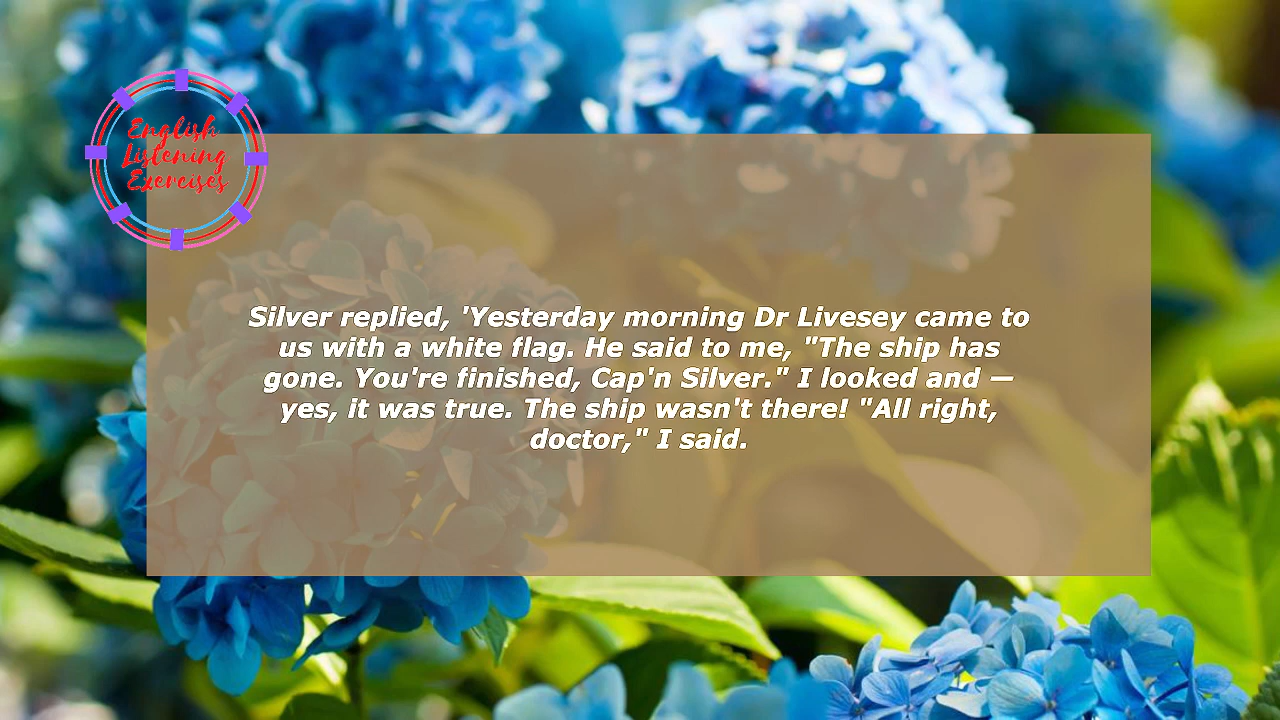 English
Listening
Exercises
Silver replied, 'Yesterday morning Dr Livesey came to
us with a white flag. He said to me, "The ship has
gone. You're finished, Cap'n Silver." I looked and —
yes, it was true. The ship wasn't there! "All right,
doctor," I said.